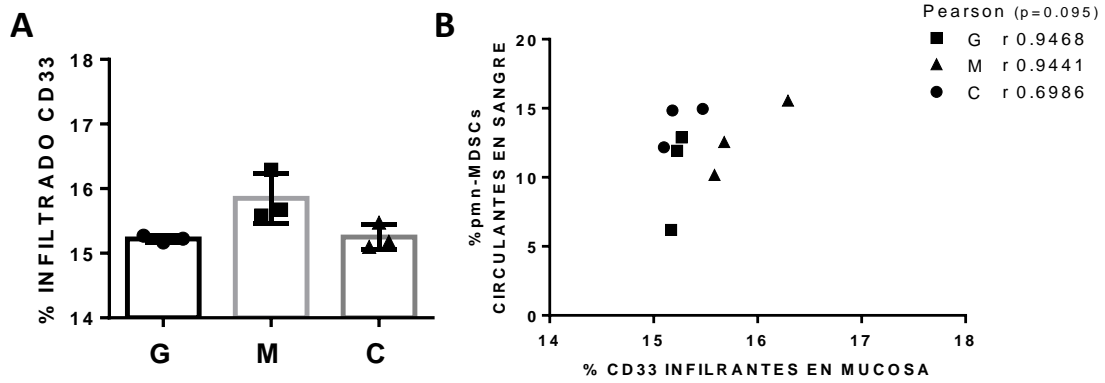 A
% INFILTRADO CD33
18
17
16
15
14
G M C
B
%pmn-MDSCs
CIRCULANTES EN SANGRE
20
15
10
5
0
14 15 16 17 18
% CD33 INFILRANTES EN MUCOSA
Pearson (p=0.095)
G r 0.9468
M r 0.9441
C r 0.6986